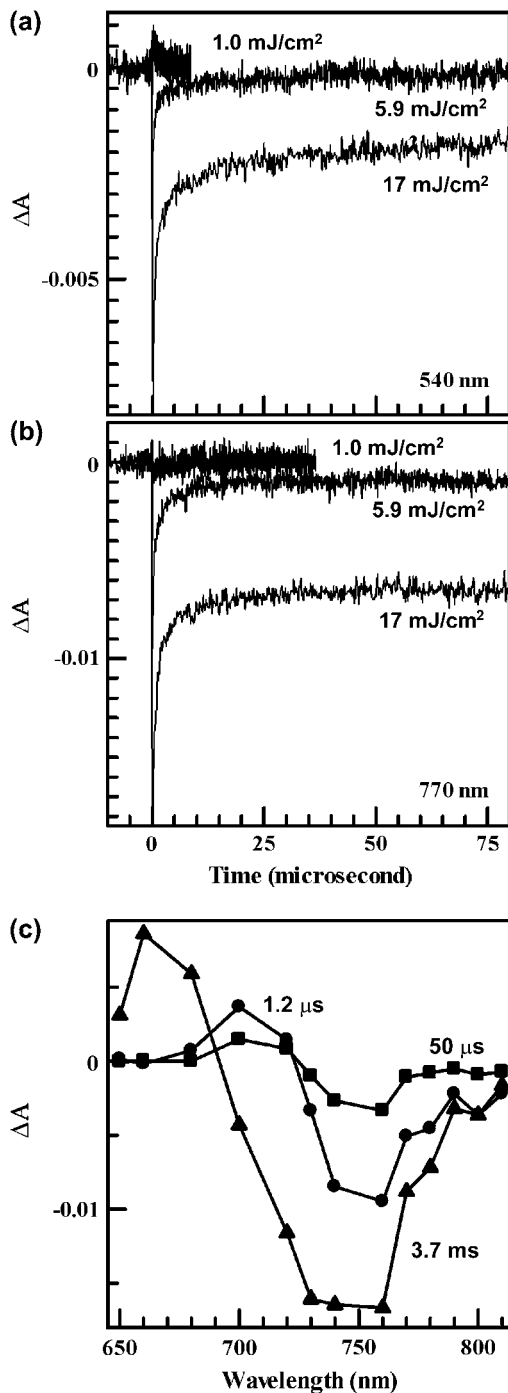 (a)
1.0 mJ/cm²
0
5.9 mJ/cm²
17 mJ/cm²
ΔA
-0.005
540 nm
(b)
1.0 mJ/cm²
0
5.9 mJ/cm²
17 mJ/cm²
ΔA
-0.01
770 nm
0 25 50 75
Time (microsecond)
(c)
1.2 μs
50 μs
0
ΔA
-0.01
3.7 ms
650 700 750 800
Wavelength (nm)